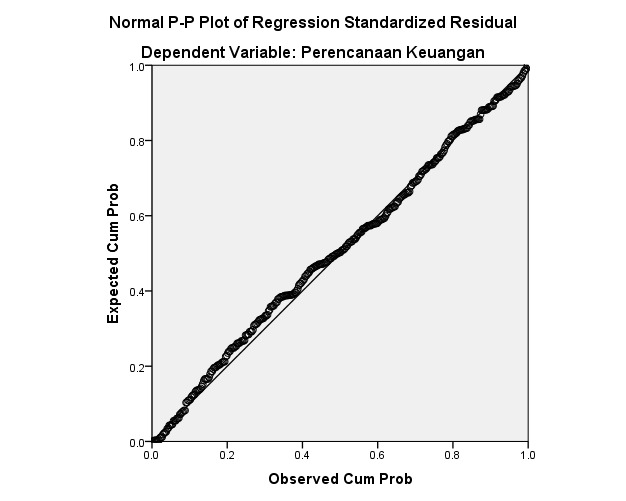 Normal P-P Plot of Regression Standardized Residual
Dependent Variable: Perencanaan Keuangan
1.0
0.8
0.6
0.4
0.2
0.0
Expected Cum Prob
0.0 0.2 0.4 0.6 0.8 1.0
Observed Cum Prob